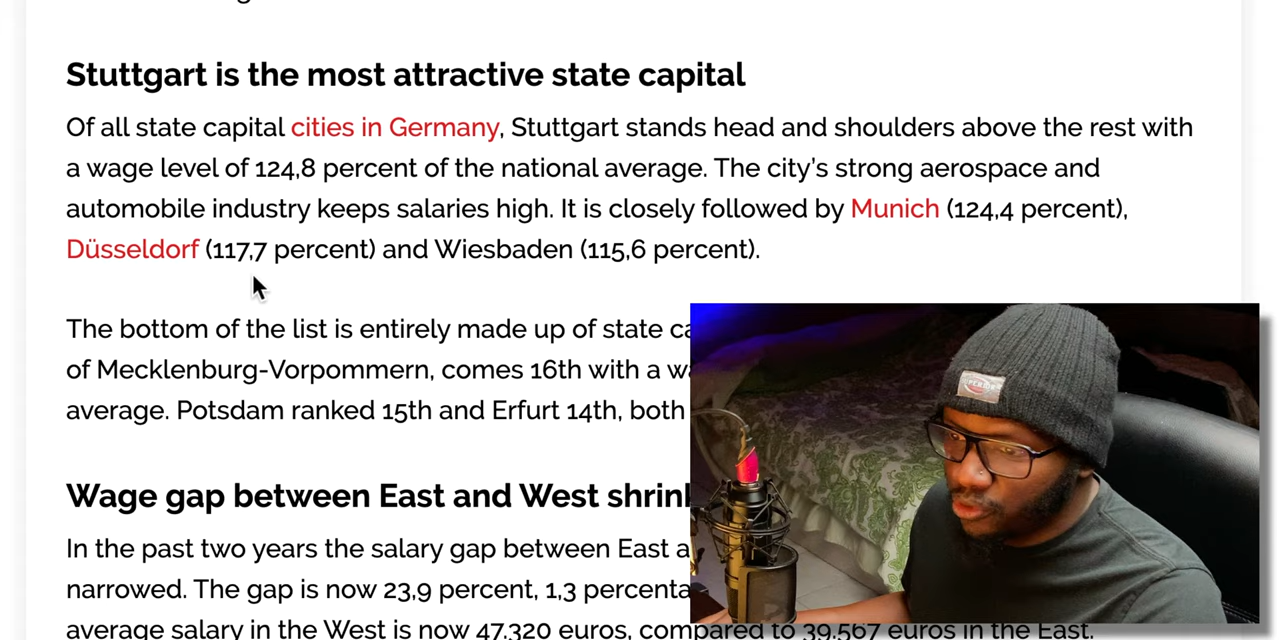 Stuttgart is the most attractive state capital
Of all state capital cities in Germany, Stuttgart stands head and shoulders above the rest with
a wage level of 124,8 percent of the national average. The city's strong aerospace and
automobile industry keeps salaries high. It is closely followed by Munich (124,4 percent),
Düsseldorf (117,7 percent) and Wiesbaden (115,6 percent).
The bottom of the list is entirely made up of state
of Mecklenburg-Vorpommern, comes 16th with a
average. Potsdam ranked 15th and Erfurt 14th, both
Wage gap between East and West
In the past two years the salary gap between East
narrowed. The gap is now 23,9 percent, 1,3
average salary in the West is now 47,320 euros, compared to 39,567 euros in the East.